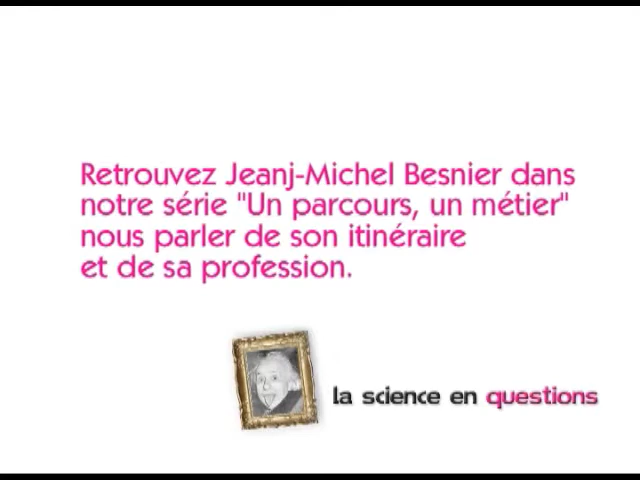 Retrouvez Jeanj-Michel Besnier dans
notre série "Un parcours, un métier"
nous parler de son itinéraire
et de sa profession.
la science en questions